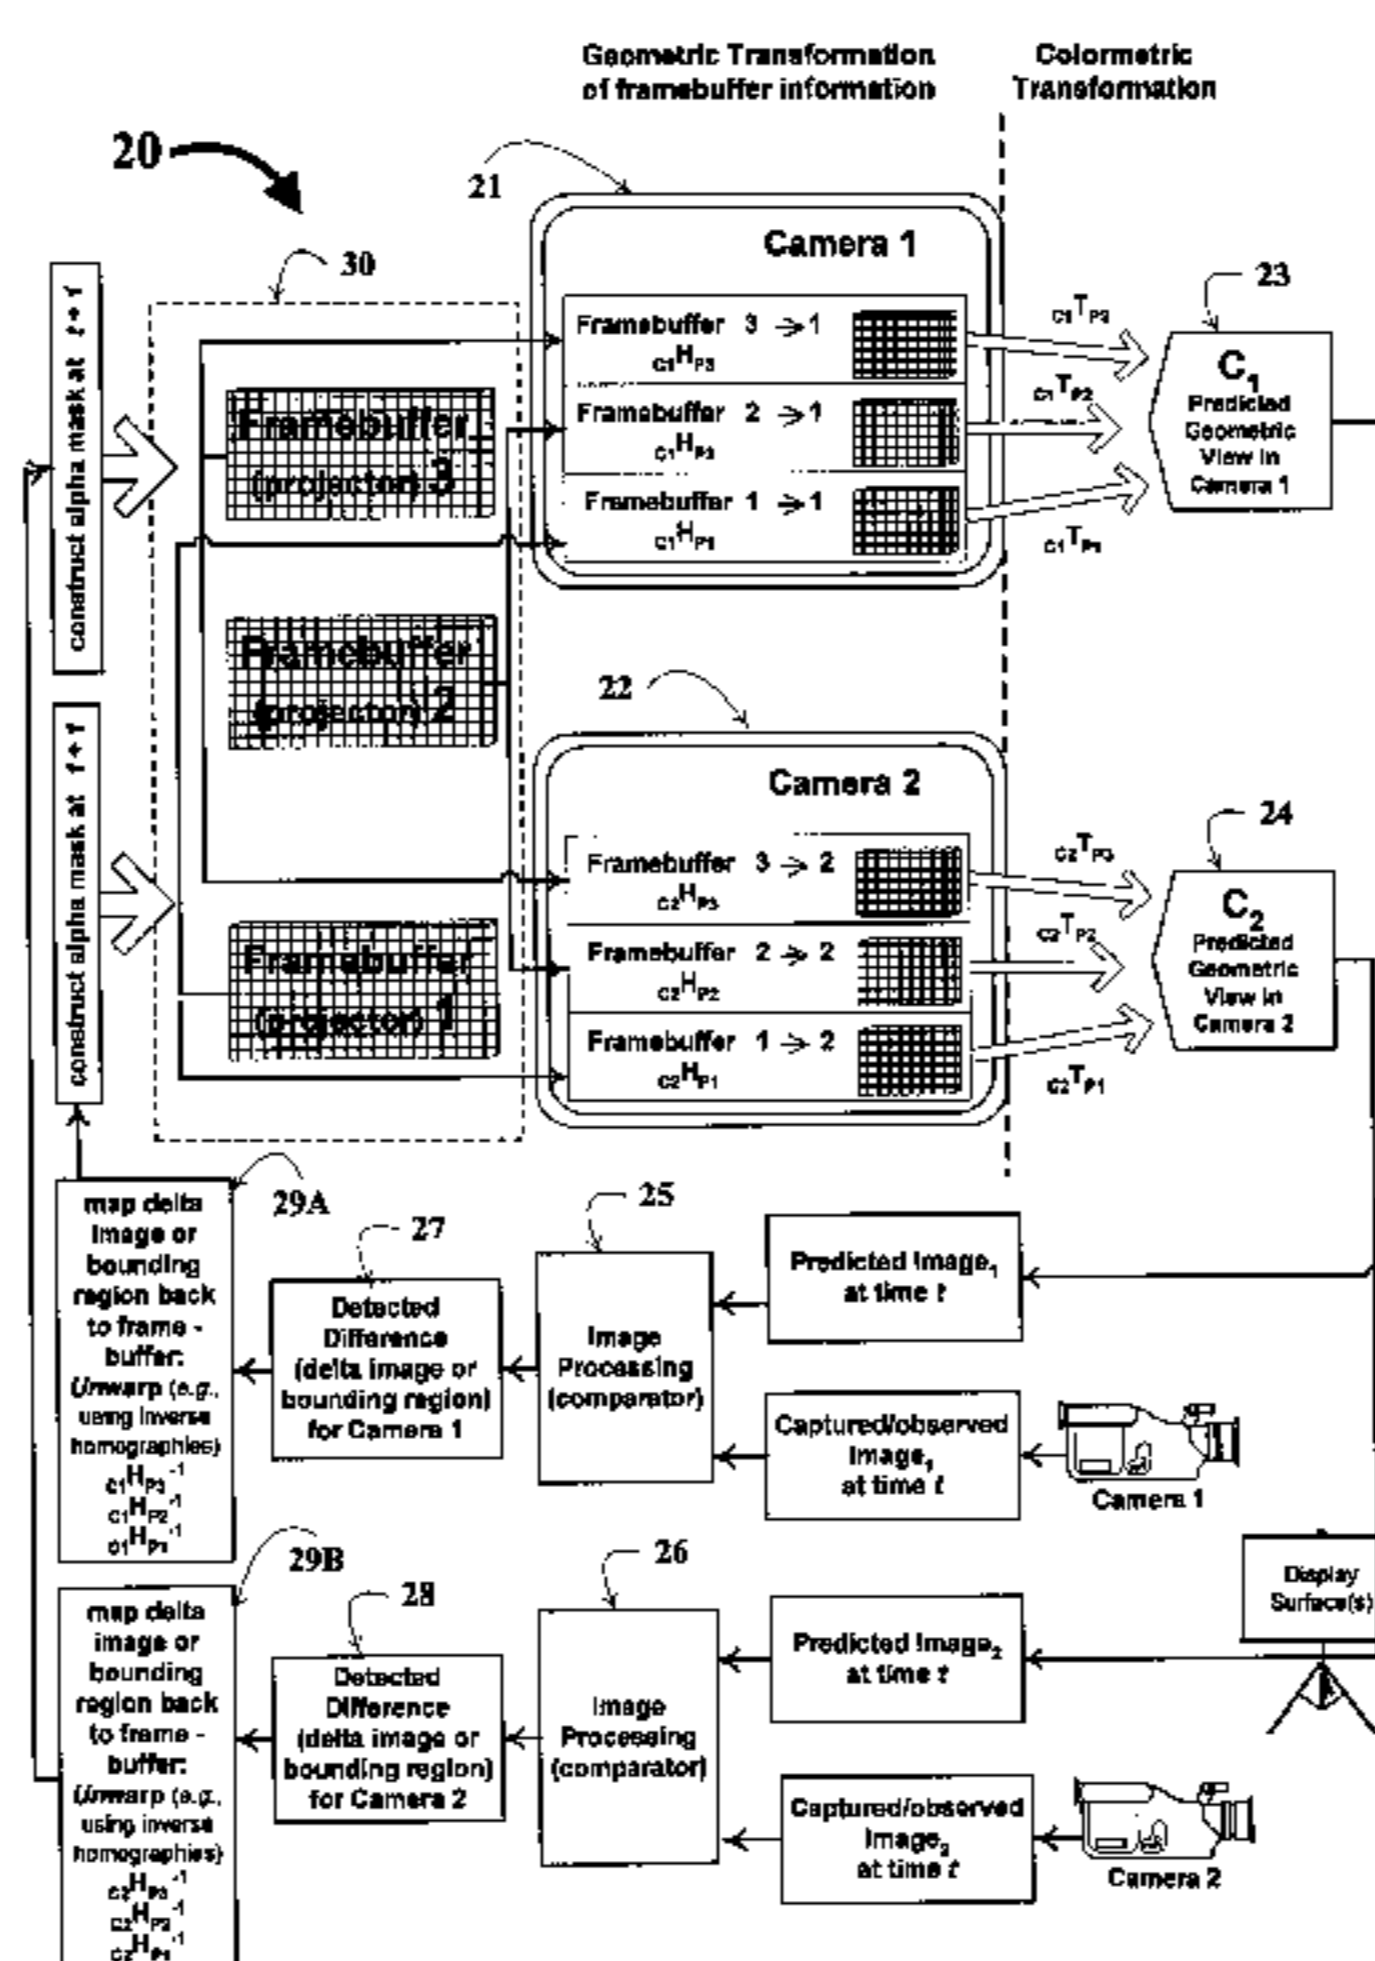 Geometric Transformation
of framebuffer information
Colormetric
Transformation
20
21
30
23
Camera 1
Framebuffer 3 → 1
C1HP3
Framebuffer 2 → 1
Framebuffer 1 → 1
C1HP1
C1TP2
C1TP1
C1
Predicted
Geometric
View in
Camera 1
construct alpha mask at t + 1
Framebuffer
(projector) 3
Framebuffer
(projector) 2
Framebuffer
(projector) 1
construct alpha mask at t + 1
22
24
Camera 2
Framebuffer 3 → 2
C2HP3
Framebuffer 2 → 2
C2HP2
Framebuffer 1 → 2
C2HP1
C2TP3
C2TP2
C2TP1
C2
Predicted
Geometric
View in
Camera 2
29A
map delta
image or
bounding
region back
to frame -
buffer:
Unwarp (e.g.,
using inverse
homographies)
C1HP3-1
C1HP2-1
C1HP1-1
27
Detected
Difference
(delta image or
bounding region)
for Camera 1
25
Image
Processing
(comparator)
Predicted Image1
at time t
Captured/observed
Image1
at time t
Camera 1
29B
map delta
image or
bounding
region back
to frame -
buffer:
Unwarp (e.g.,
using inverse
homographies)
C2HP3-1
C2HP2-1
C2HP1-1
28
Detected
Difference
(delta image or
bounding region)
for Camera 2
26
Image
Processing
(comparator)
Predicted Image2
at time t
Captured/observed
Image2
at time t
Camera 2
Display
Surface(s)